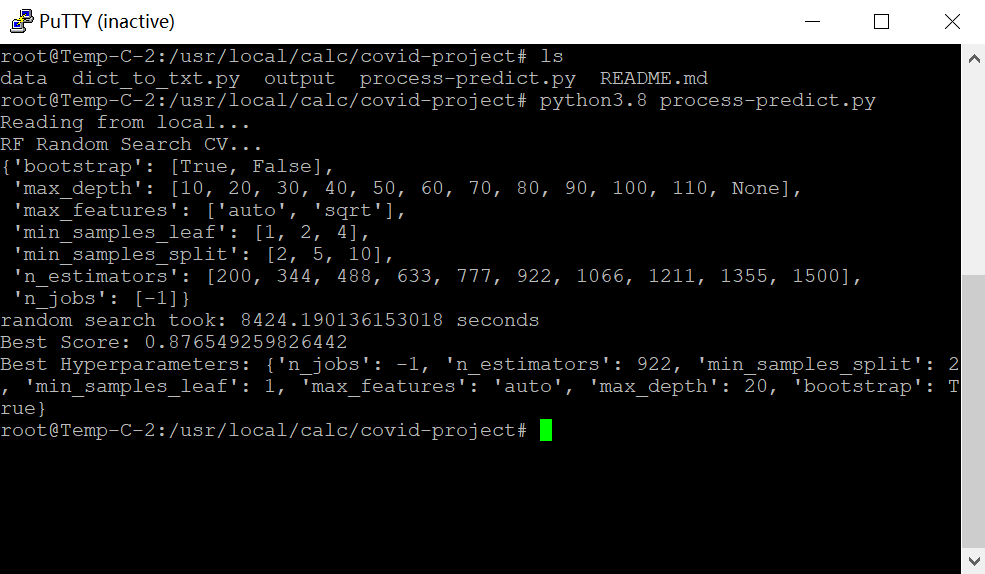 PuTTY (inactive)
root@Temp-C-2:/usr/local/calc/covid-project# ls
data  dict_to_txt.py  output  process-predict.py  README.md
root@Temp-C-2:/usr/local/calc/covid-project# python3.8 process-predict.py
Reading from local...
RF Random Search CV...
{'bootstrap': [True, False],
 'max_depth': [10, 20, 30, 40, 50, 60, 70, 80, 90, 100, 110, None],
 'max_features': ['auto', 'sqrt'],
 'min_samples_leaf': [1, 2, 4],
 'min_samples_split': [2, 5, 10],
 'n_estimators': [200, 344, 488, 633, 777, 922, 1066, 1211, 1355, 1500],
 'n_jobs': [-1]}
random search took: 8424.190136153018 seconds
Best Score: 0.876549259826442
Best Hyperparameters: {'n_jobs': -1, 'n_estimators': 922, 'min_samples_split': 2
, 'min_samples_leaf': 1, 'max_features': 'auto', 'max_depth': 20, 'bootstrap': T
rue}
root@Temp-C-2:/usr/local/calc/covid-project#